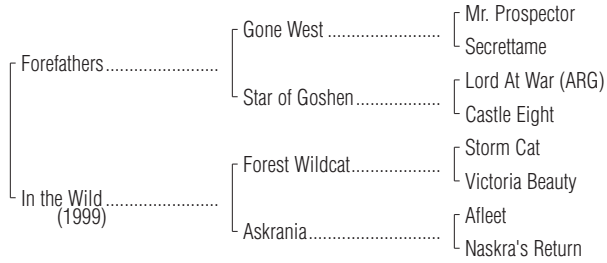 Mr. Prospector
Gone West ....................
Secrettame
Forefathers....................
Lord At War (ARG)
Star of Goshen...............
Castle Eight
Storm Cat
Forest Wildcat................
Victoria Beauty
In the Wild....................
(1999)
Afleet
Askrania........................
Naskra's Return